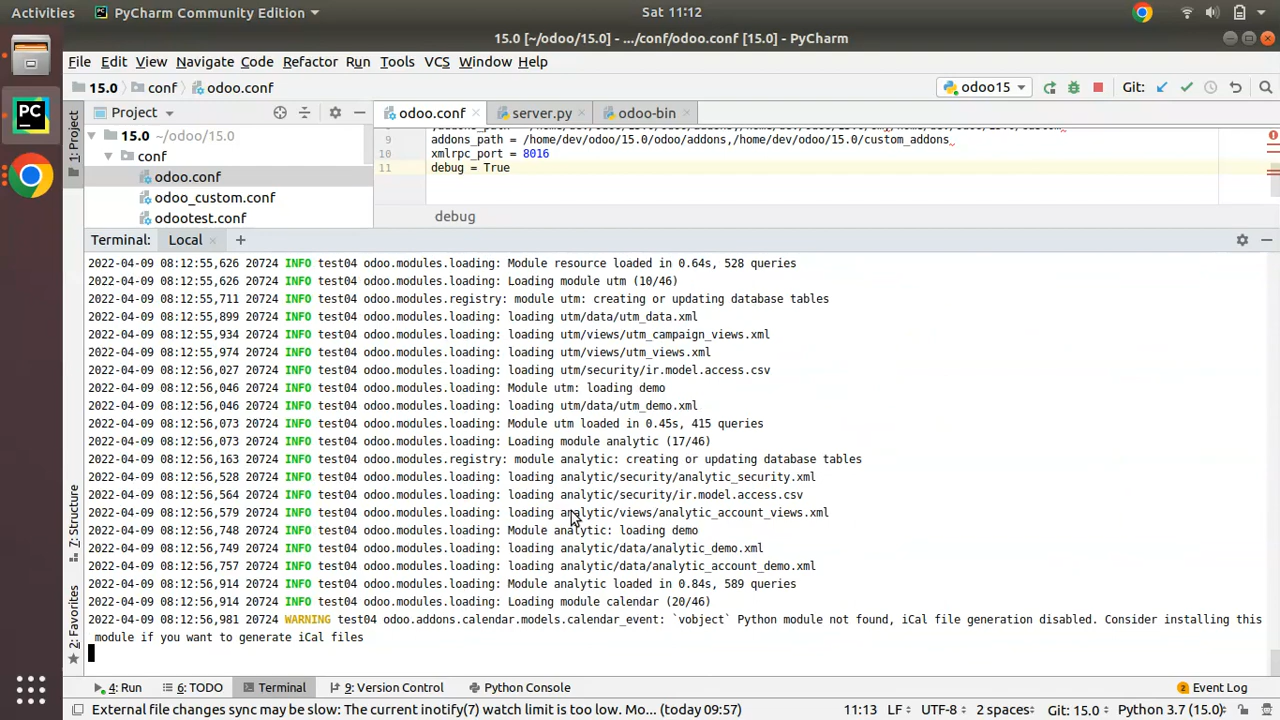 Activities PyCharm Community Edition Sat 11:12
15.0 [~/odoo/15.0] - .../conf/odoo.conf [15.0] - PyCharm
File Edit View Navigate Code Refactor Run Tools VCS Window Help
15.0 conf odoo.conf odoo15 Git:
Project odoo.conf server.py odoo-bin
1: Project
15.0 ~/odoo/15.0
conf
odoo.conf
odoo_custom.conf
odootest.conf
9 addons_path = /home/dev/odoo/15.0/odoo/addons,/home/dev/odoo/15.0/custom_addons
10 xmlrpc_port = 8016
11 debug = True
debug
Terminal: Local +
2022-04-09 08:12:55,626 20724 INFO test04 odoo.modules.loading: Module resource loaded in 0.64s, 528 queries
2022-04-09 08:12:55,626 20724 INFO test04 odoo.modules.loading: Loading module utm (10/46)
2022-04-09 08:12:55,711 20724 INFO test04 odoo.modules.registry: module utm: creating or updating database tables
2022-04-09 08:12:55,899 20724 INFO test04 odoo.modules.loading: loading utm/data/utm_data.xml
2022-04-09 08:12:55,934 20724 INFO test04 odoo.modules.loading: loading utm/views/utm_campaign_views.xml
2022-04-09 08:12:55,974 20724 INFO test04 odoo.modules.loading: loading utm/views/utm_views.xml
2022-04-09 08:12:56,027 20724 INFO test04 odoo.modules.loading: loading utm/security/ir.model.access.csv
2022-04-09 08:12:56,046 20724 INFO test04 odoo.modules.loading: Module utm: loading demo
2022-04-09 08:12:56,046 20724 INFO test04 odoo.modules.loading: loading utm/data/utm_demo.xml
2022-04-09 08:12:56,073 20724 INFO test04 odoo.modules.loading: Module utm loaded in 0.45s, 415 queries
2022-04-09 08:12:56,073 20724 INFO test04 odoo.modules.loading: Loading module analytic (17/46)
2022-04-09 08:12:56,163 20724 INFO test04 odoo.modules.registry: module analytic: creating or updating database tables
2022-04-09 08:12:56,528 20724 INFO test04 odoo.modules.loading: loading analytic/security/analytic_security.xml
2022-04-09 08:12:56,564 20724 INFO test04 odoo.modules.loading: loading analytic/security/ir.model.access.csv
2022-04-09 08:12:56,579 20724 INFO test04 odoo.modules.loading: loading analytic/views/analytic_account_views.xml
2022-04-09 08:12:56,748 20724 INFO test04 odoo.modules.loading: Module analytic: loading demo
2022-04-09 08:12:56,749 20724 INFO test04 odoo.modules.loading: loading analytic/data/analytic_demo.xml
2022-04-09 08:12:56,757 20724 INFO test04 odoo.modules.loading: loading analytic/data/analytic_account_demo.xml
2022-04-09 08:12:56,914 20724 INFO test04 odoo.modules.loading: Module analytic loaded in 0.84s, 589 queries
2022-04-09 08:12:56,914 20724 INFO test04 odoo.modules.loading: Loading module calendar (20/46)
2022-04-09 08:12:56,981 20724 WARNING test04 odoo.addons.calendar.models.calendar_event: `vobject` Python module not found, iCal file generation disabled. Consider installing this
module if you want to generate iCal files
7: Structure
2: Favorites
4: Run 6: TODO Terminal 9: Version Control Python Console 2 Event Log
External file changes sync may be slow: The current inotify(7) watch limit is too low. Mo... (today 09:57) 11:13 LF UTF-8 2 spaces Git: 15.0 Python 3.7 (15.0)